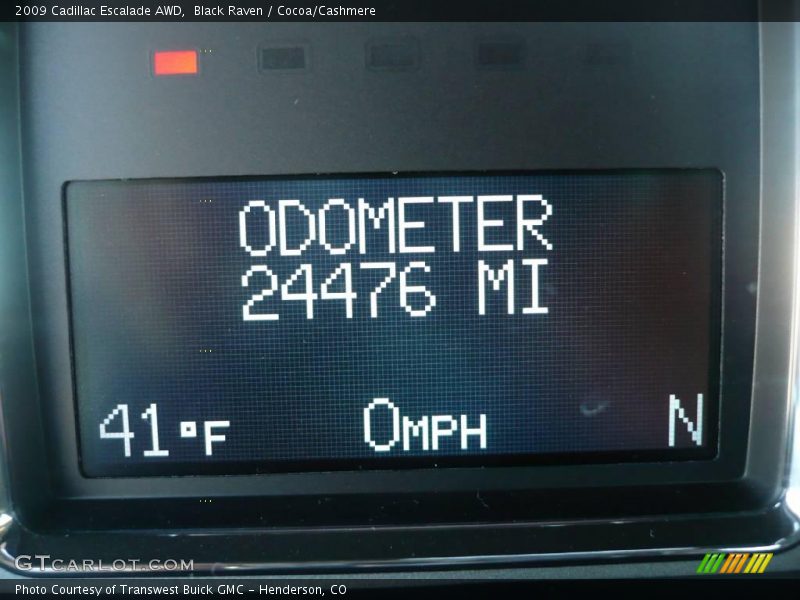 2009 Cadillac Escalade AWD,  Black Raven / Cocoa/Cashmere
ODOMETER
24476 MI
41°F 0MPH N
GTCARLOT.COM
Photo Courtesy of Transwest Buick GMC - Henderson, CO